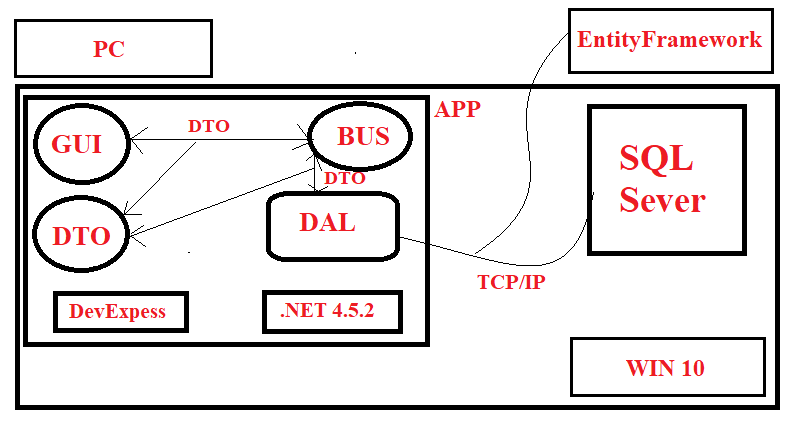 PC
EntityFramework
APP
GUI
DTO
BUS
SQL
Sever
DTO
DTO
DAL
TCP/IP
DevExpess
.NET 4.5.2
WIN 10